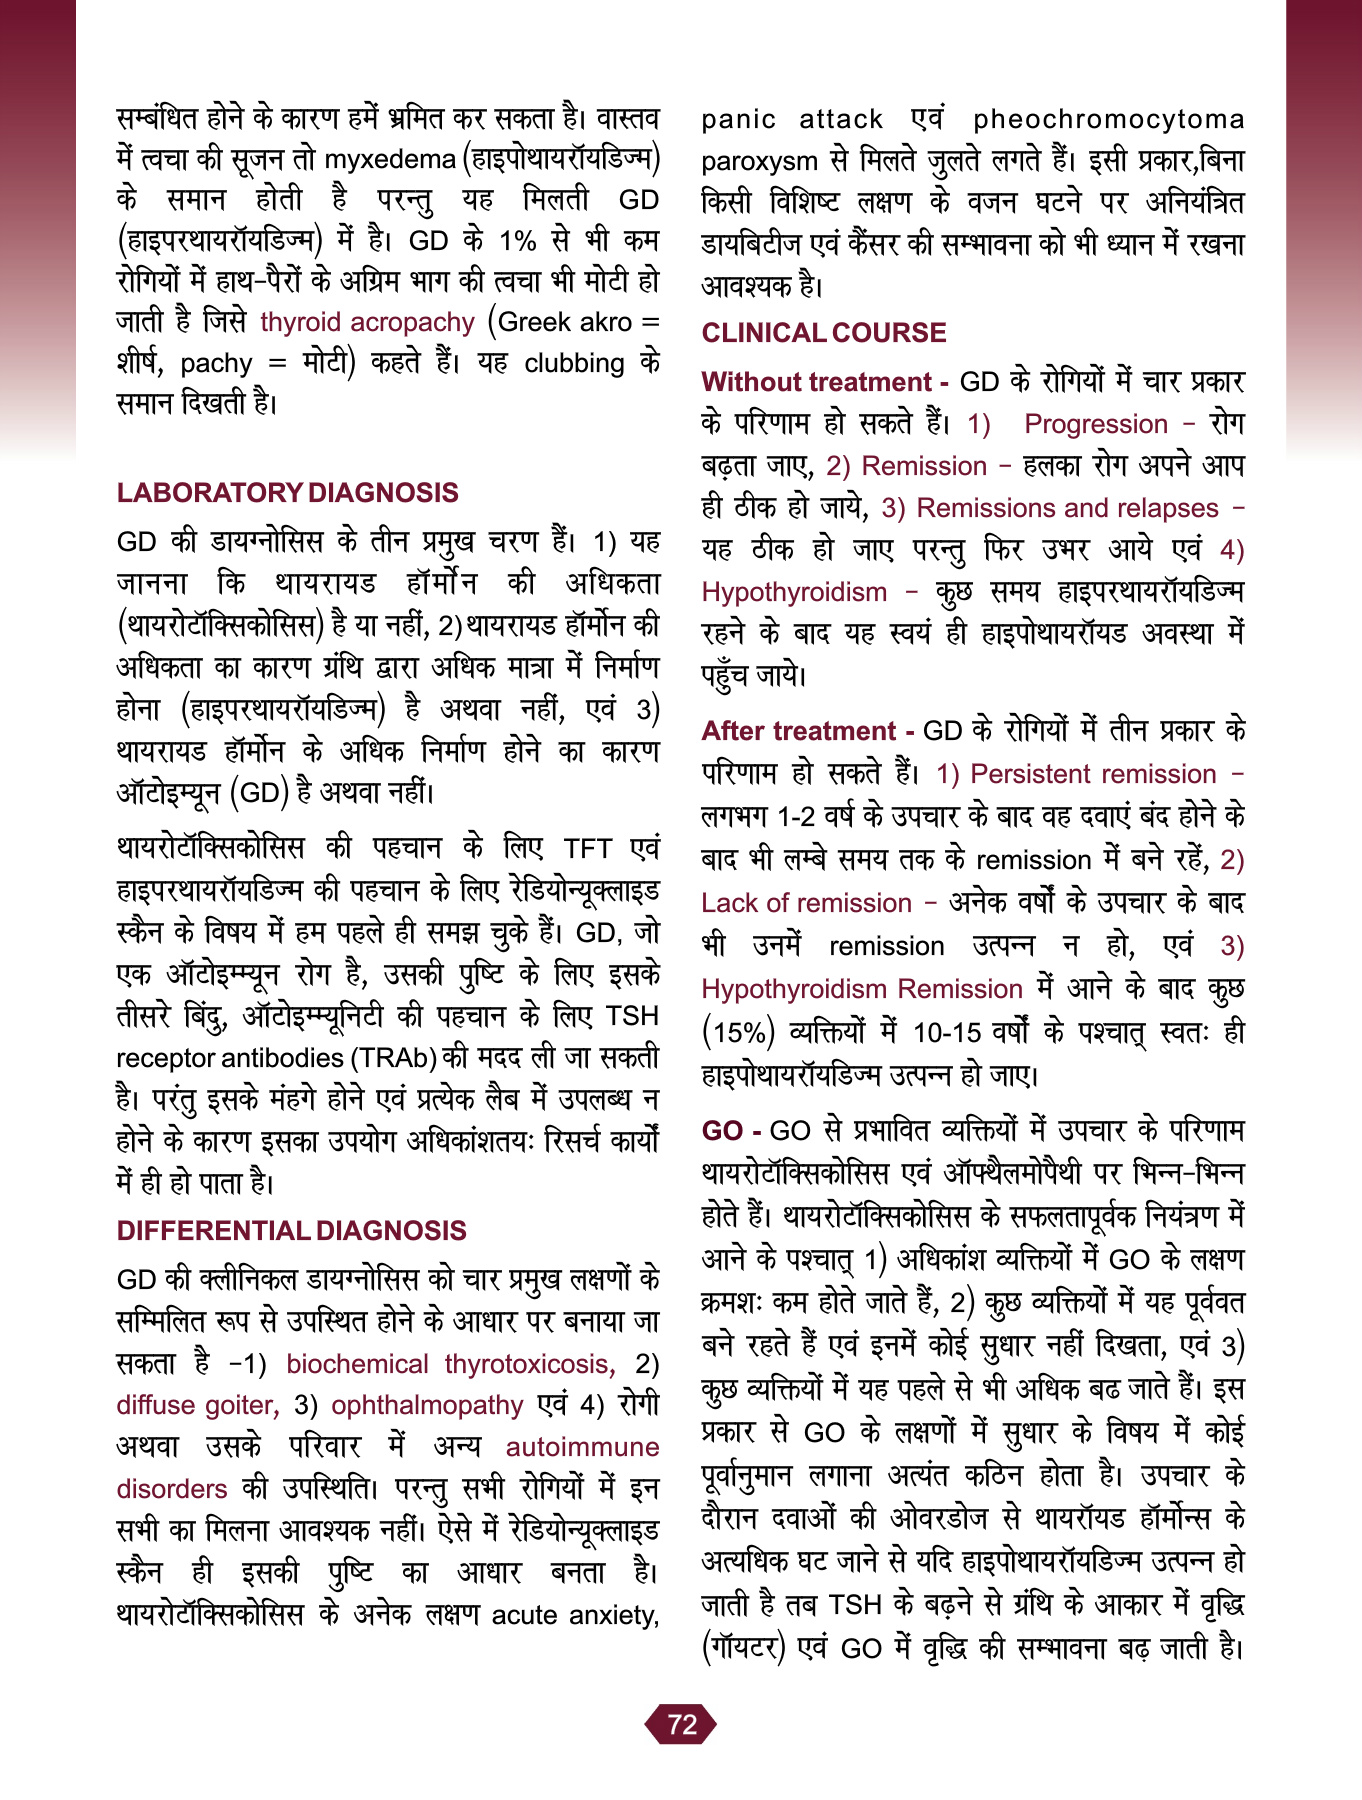 सम्बंधित होने के कारण हमें भ्रमित कर सकता है। वास्तव
में त्वचा की सूजन तो myxedema (हाइपोथायरॉयडिज्म)
के समान होती है परन्तु यह मिलती GD
(हाइपरथायरॉयडिज्म) में है। GD के 1% से भी कम
रोगियों में हाथ-पैरों के अग्रिम भाग की त्वचा भी मोटी हो
जाती है जिसे thyroid acropachy (Greek akro =
शीर्ष, pachy = मोटी) कहते हैं। यह clubbing के
समान दिखती है।
LABORATORY DIAGNOSIS
GD की डायग्नोसिस के तीन प्रमुख चरण हैं। 1) यह
जानना कि थायरायड हॉर्मोन की अधिकता
(थायरोटॉक्सिकोसिस) है या नहीं, 2) थायरायड हॉर्मोन की
अधिकता का कारण ग्रंथि द्वारा अधिक मात्रा में निर्माण
होना (हाइपरथायरॉयडिज्म) है अथवा नहीं, एवं 3)
थायरायड हॉर्मोन के अधिक निर्माण होने का कारण
ऑटोइम्यून (GD) है अथवा नहीं।
थायरोटॉक्सिकोसिस की पहचान के लिए TFT एवं
हाइपरथायरॉयडिज्म की पहचान के लिए रेडियोन्यूक्लाइड
स्कैन के विषय में हम पहले ही समझ चुके हैं। GD, जो
एक ऑटोइम्म्यून रोग है, उसकी पुष्टि के लिए इसके
तीसरे बिंदु, ऑटोइम्म्यूनिटी की पहचान के लिए TSH
receptor antibodies (TRAb) की मदद ली जा सकती
है। परंतु इसके मंहगे होने एवं प्रत्येक लैब में उपलब्ध न
होने के कारण इसका उपयोग अधिकांशतयः रिसर्च कार्यों
में ही हो पाता है।
DIFFERENTIAL DIAGNOSIS
GD की क्लीनिकल डायग्नोसिस को चार प्रमुख लक्षणों के
सम्मिलित रूप से उपस्थित होने के आधार पर बनाया जा
सकता है -1) biochemical thyrotoxicosis, 2)
diffuse goiter, 3) ophthalmopathy एवं 4) रोगी
अथवा उसके परिवार में अन्य autoimmune
disorders की उपस्थिति। परन्तु सभी रोगियों में इन
सभी का मिलना आवश्यक नहीं। ऐसे में रेडियोन्यूक्लाइड
स्कैन ही इसकी पुष्टि का आधार बनता है।
थायरोटॉक्सिकोसिस के अनेक लक्षण acute anxiety,
panic attack एवं pheochromocytoma
paroxysm से मिलते जुलते लगते हैं। इसी प्रकार,बिना
किसी विशिष्ट लक्षण के वजन घटने पर अनियंत्रित
डायबिटीज एवं कैंसर की सम्भावना को भी ध्यान में रखना
आवश्यक है।
CLINICAL COURSE
Without treatment - GD के रोगियों में चार प्रकार
के परिणाम हो सकते हैं। 1) Progression - रोग
बढ़ता जाए, 2) Remission - हलका रोग अपने आप
ही ठीक हो जाये, 3) Remissions and relapses -
यह ठीक हो जाए परन्तु फिर उभर आये एवं 4)
Hypothyroidism - कुछ समय हाइपरथायरॉयडिज्म
रहने के बाद यह स्वयं ही हाइपोथायरॉयड अवस्था में
पहुँच जाये।
After treatment - GD के रोगियों में तीन प्रकार के
परिणाम हो सकते हैं। 1) Persistent remission -
लगभग 1-2 वर्ष के उपचार के बाद वह दवाएं बंद होने के
बाद भी लम्बे समय तक के remission में बने रहें, 2)
Lack of remission - अनेक वर्षों के उपचार के बाद
भी उनमें remission उत्पन्न न हो, एवं 3)
Hypothyroidism Remission में आने के बाद कुछ
(15%) व्यक्तियों में 10-15 वर्षों के पश्चात् स्वतः ही
हाइपोथायरॉयडिज्म उत्पन्न हो जाए।
GO - GO से प्रभावित व्यक्तियों में उपचार के परिणाम
थायरोटॉक्सिकोसिस एवं ऑफ्थैलमोपैथी पर भिन्न-भिन्न
होते हैं। थायरोटॉक्सिकोसिस के सफलतापूर्वक नियंत्रण में
आने के पश्चात् 1) अधिकांश व्यक्तियों में GO के लक्षण
क्रमशः कम होते जाते हैं, 2) कुछ व्यक्तियों में यह पूर्ववत
बने रहते हैं एवं इनमें कोई सुधार नहीं दिखता, एवं 3)
कुछ व्यक्तियों में यह पहले से भी अधिक बढ जाते हैं। इस
प्रकार से GO के लक्षणों में सुधार के विषय में कोई
पूर्वानुमान लगाना अत्यंत कठिन होता है। उपचार के
दौरान दवाओं की ओवरडोज से थायरॉयड हॉर्मोन्स के
अत्यधिक घट जाने से यदि हाइपोथायरॉयडिज्म उत्पन्न हो
जाती है तब TSH के बढ़ने से ग्रंथि के आकार में वृद्धि
(गॉयटर) एवं GO में वृद्धि की सम्भावना बढ़ जाती है।
72